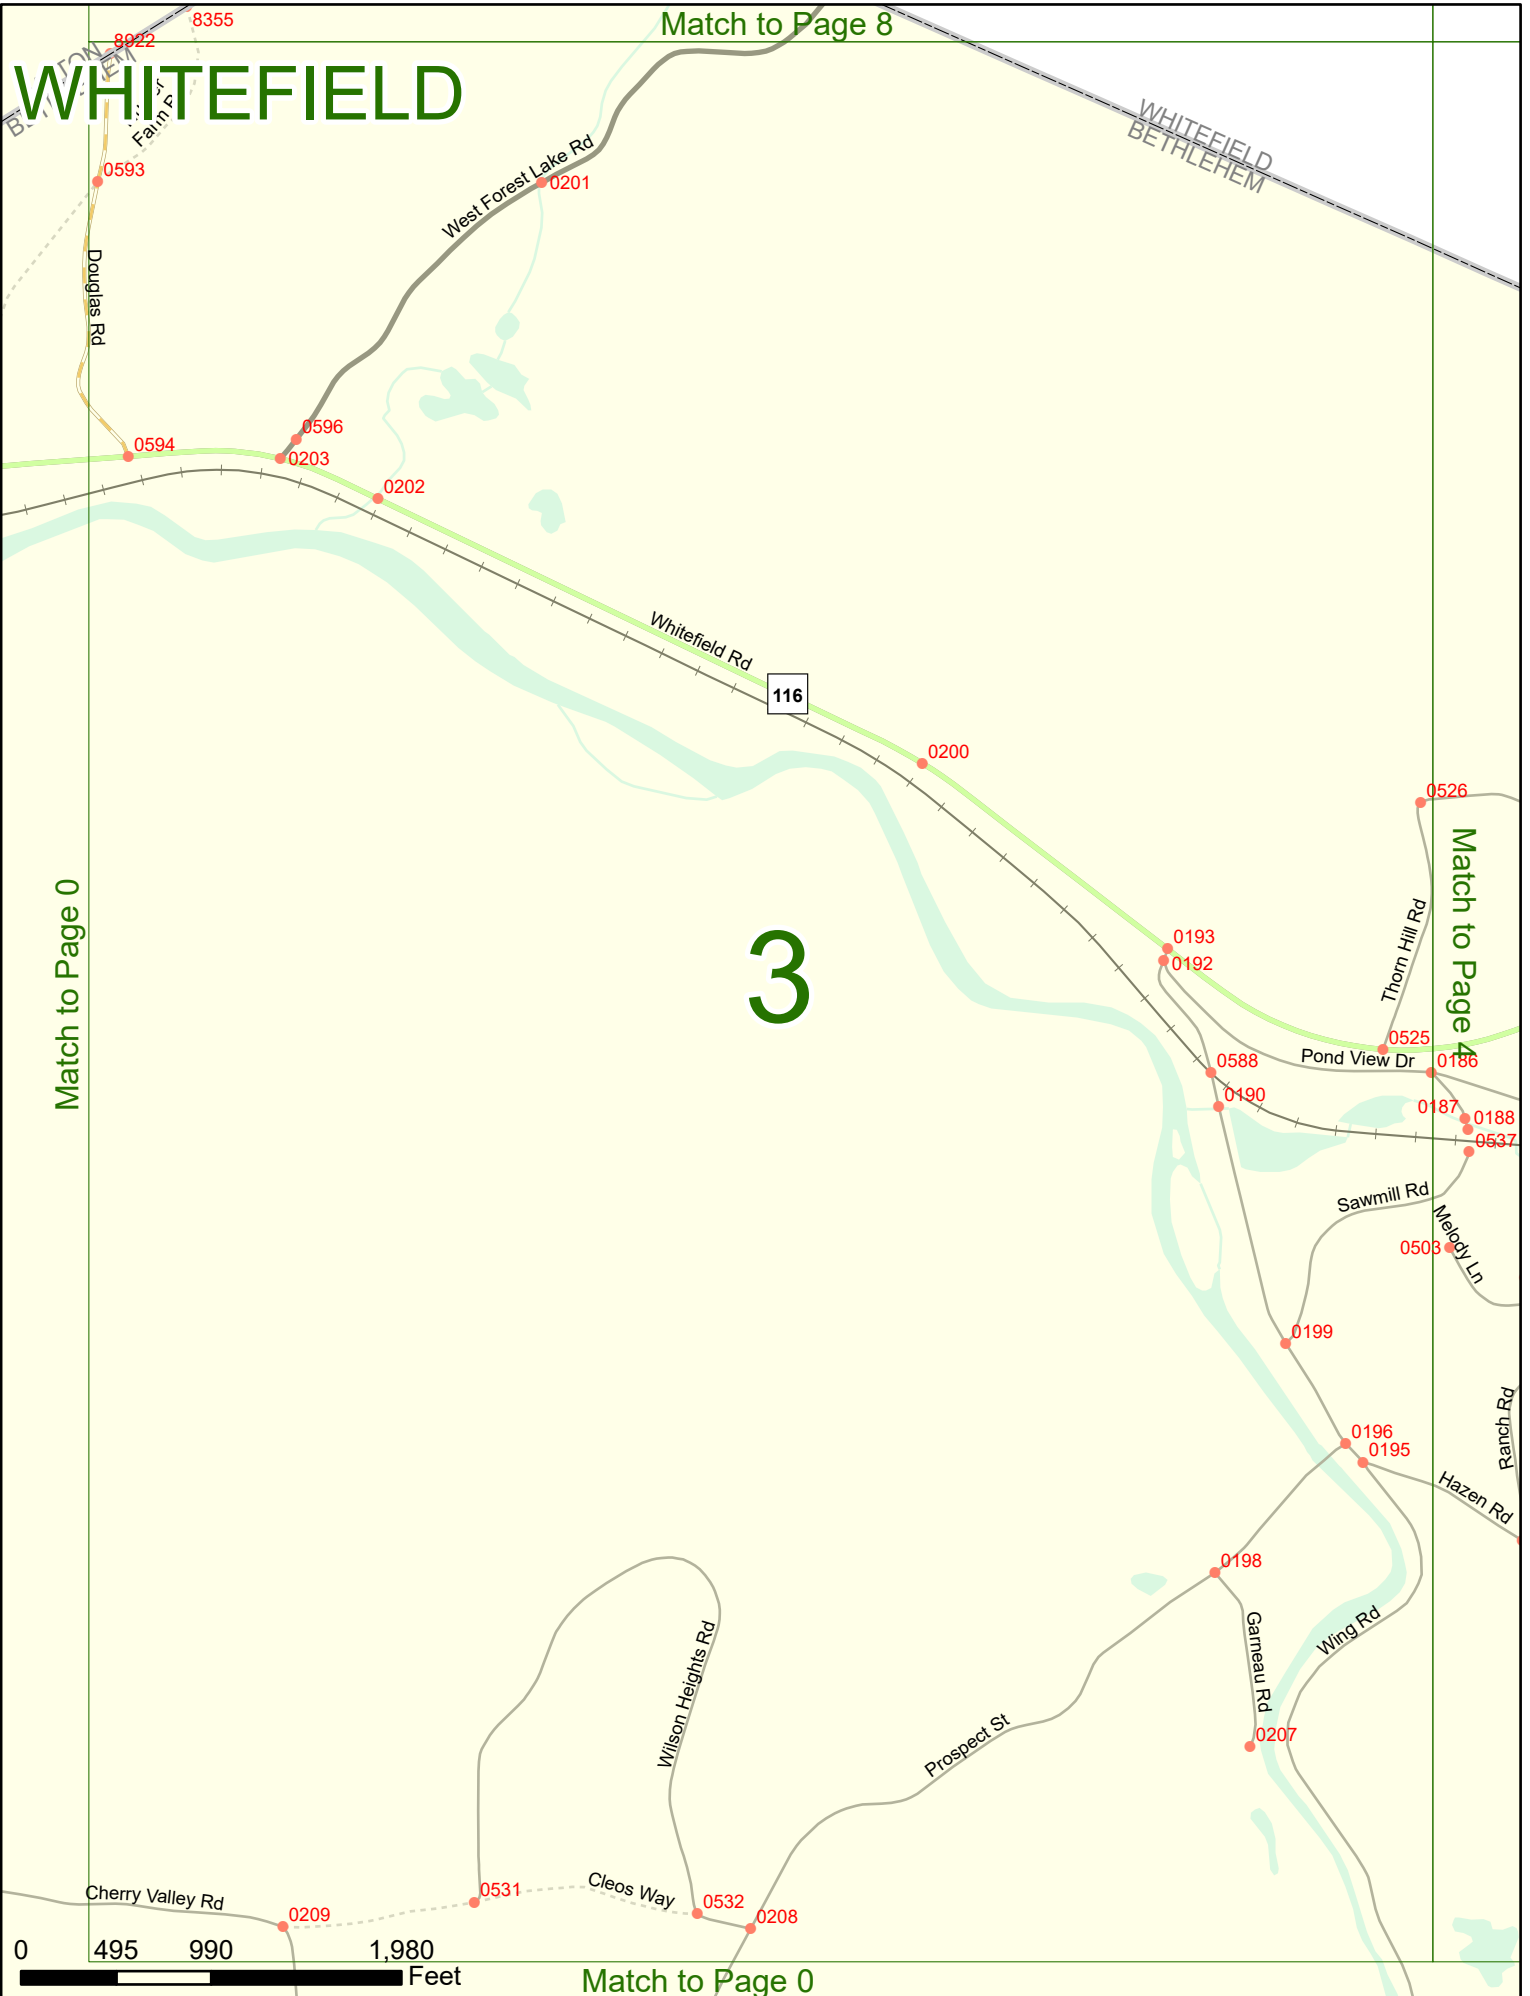 Match to Page 8
8355
8922
WHITEFIELD
Farm
WHITEFIELD
BETHLEHEM
0593
West Forest Lake Rd
0201
Douglas Rd
0596
0594
0203
0202
Whitefield Rd
116
0200
0526
Match to Page 0
Match to Page 4
3
Thorn Hill Rd
0193
0192
0525
Pond View Dr
0186
0588
0190
0187
0188
0537
Sawmill Rd
Melody Ln
0503
0199
Ranch Rd
0196
0195
Hazen Rd
0198
Garneau Rd
Wing Rd
Wilson Heights Rd
Prospect St
0207
Cherry Valley Rd
0531
Cleos Way
0532
0209
0208
0 495 990 1,980
Feet
Match to Page 0